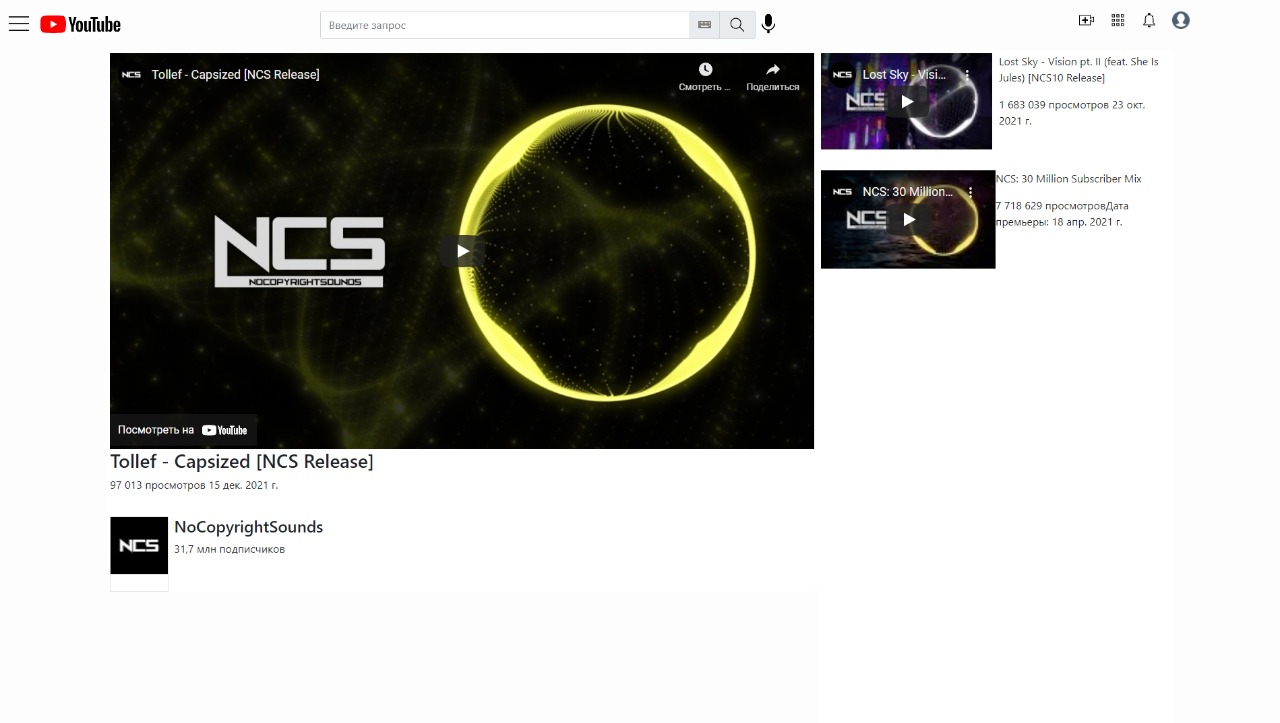 YouTube
Введите запрос
NCS
Tollef - Capsized [NCS Release]
Смотреть ...
Поделиться
NCS
NOCOPYRIGHTSOUNDS
Посмотреть на YouTube
Tollef - Capsized [NCS Release]
97 013 просмотров 15 дек. 2021 г.
NCS
NoCopyrightSounds
31,7 млн подписчиков
NCS
Lost Sky - Visi...
NCS
Lost Sky - Vision pt. II (feat. She Is
Jules) [NCS10 Release]
1 683 039 просмотров 23 окт.
2021 г.
NCS
NCS: 30 Million...
NCS
NCS: 30 Million Subscriber Mix
7 718 629 просмотровДата
премьеры: 18 апр. 2021 г.